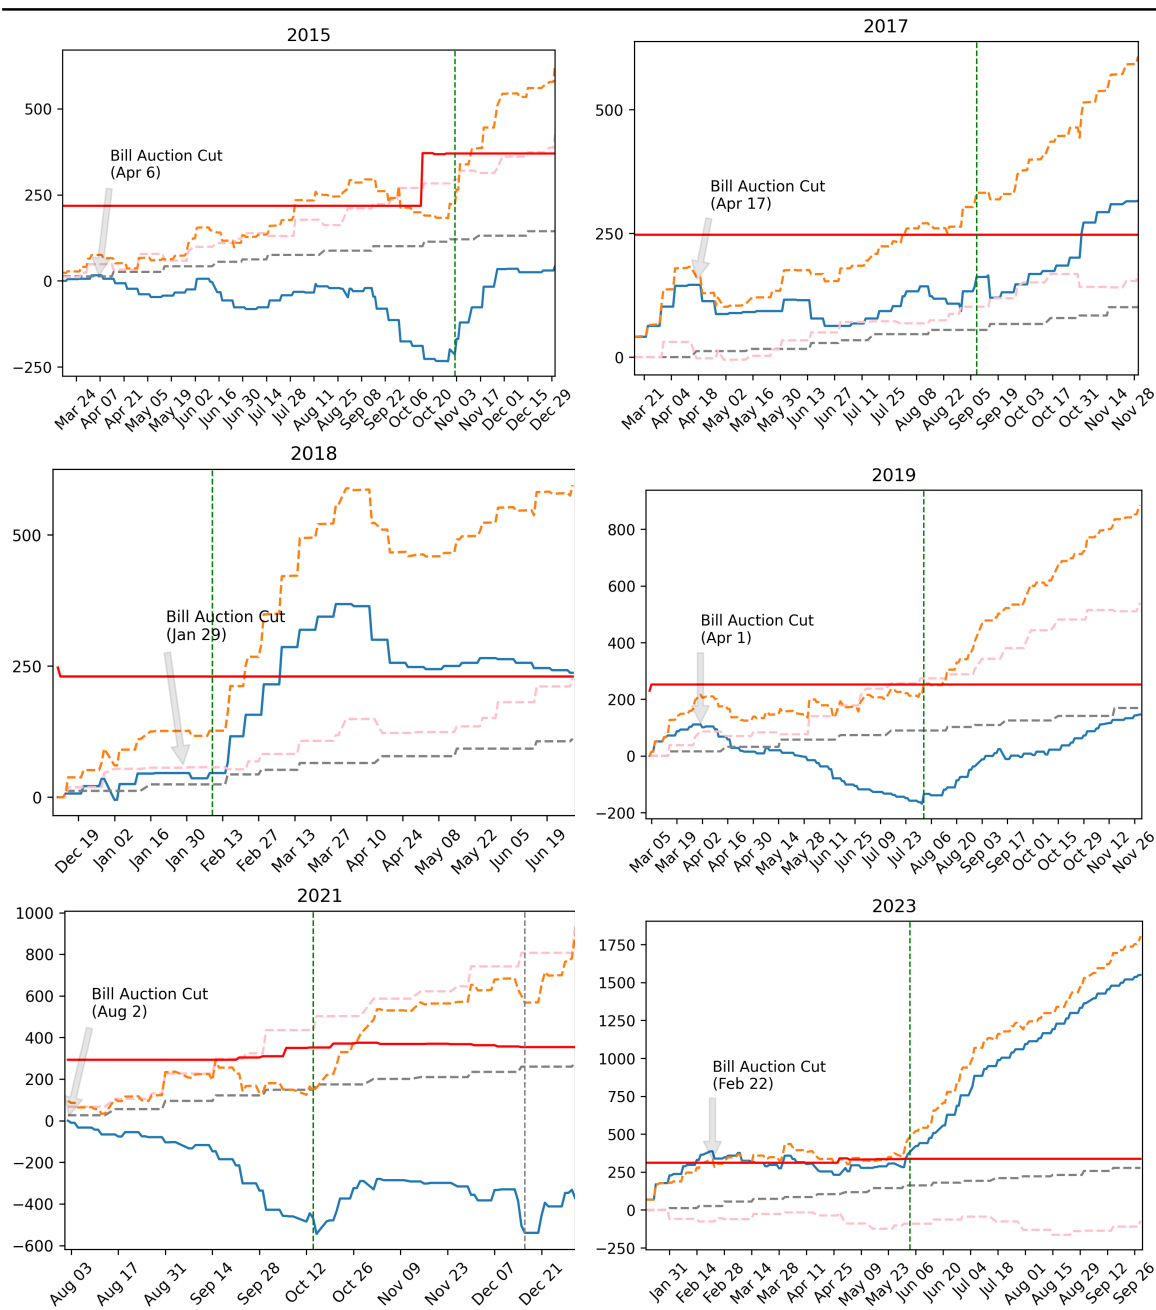 2015
500
250
0
−250
Bill Auction Cut
(Apr 6)
Mar 24
Apr 07
Apr 21
May 05
May 19
Jun 02
Jun 16
Jun 30
Jul 14
Jul 28
Aug 11
Aug 25
Sep 08
Sep 22
Oct 06
Oct 20
Nov 03
Nov 17
Dec 01
Dec 15
Dec 29
2017
500
250
0
Bill Auction Cut
(Apr 17)
Mar 21
Apr 04
Apr 18
May 02
May 16
May 30
Jun 13
Jun 27
Jul 11
Jul 25
Aug 08
Aug 22
Sep 05
Sep 19
Oct 03
Oct 17
Oct 31
Nov 14
Nov 28
2018
500
250
0
Bill Auction Cut
(Jan 29)
Dec 19
Jan 02
Jan 16
Jan 30
Feb 13
Feb 27
Mar 13
Mar 27
Apr 10
Apr 24
May 08
May 22
Jun 05
Jun 19
2019
800
600
400
200
0
−200
Bill Auction Cut
(Apr 1)
Mar 05
Mar 19
Apr 02
Apr 16
Apr 30
May 14
May 28
Jun 11
Jun 25
Jul 09
Jul 23
Aug 06
Aug 20
Sep 03
Sep 17
Oct 01
Oct 15
Oct 29
Nov 12
Nov 26
2021
1000
800
600
400
200
0
−200
−400
−600
Bill Auction Cut
(Aug 2)
Aug 03
Aug 17
Aug 31
Sep 14
Sep 28
Oct 12
Oct 26
Nov 09
Nov 23
Dec 07
Dec 21
2023
1750
1500
1250
1000
750
500
250
0
−250
Bill Auction Cut
(Feb 22)
Jan 31
Feb 14
Feb 28
Mar 14
Mar 28
Apr 11
Apr 25
May 09
May 23
Jun 06
Jun 20
Jul 04
Jul 18
Aug 01
Aug 15
Aug 29
Sep 12
Sep 26